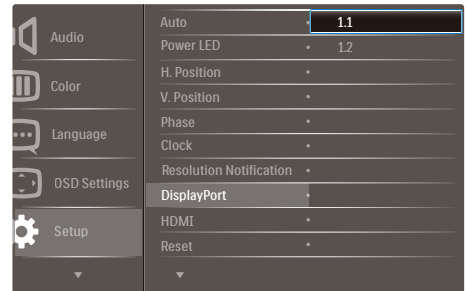 Audio
Color
Language
OSD Settings
Setup
Auto
Power LED
H. Position
V. Position
Phase
Clock
Resolution Notification
DisplayPort
HDMI
Reset
1.1
1.2